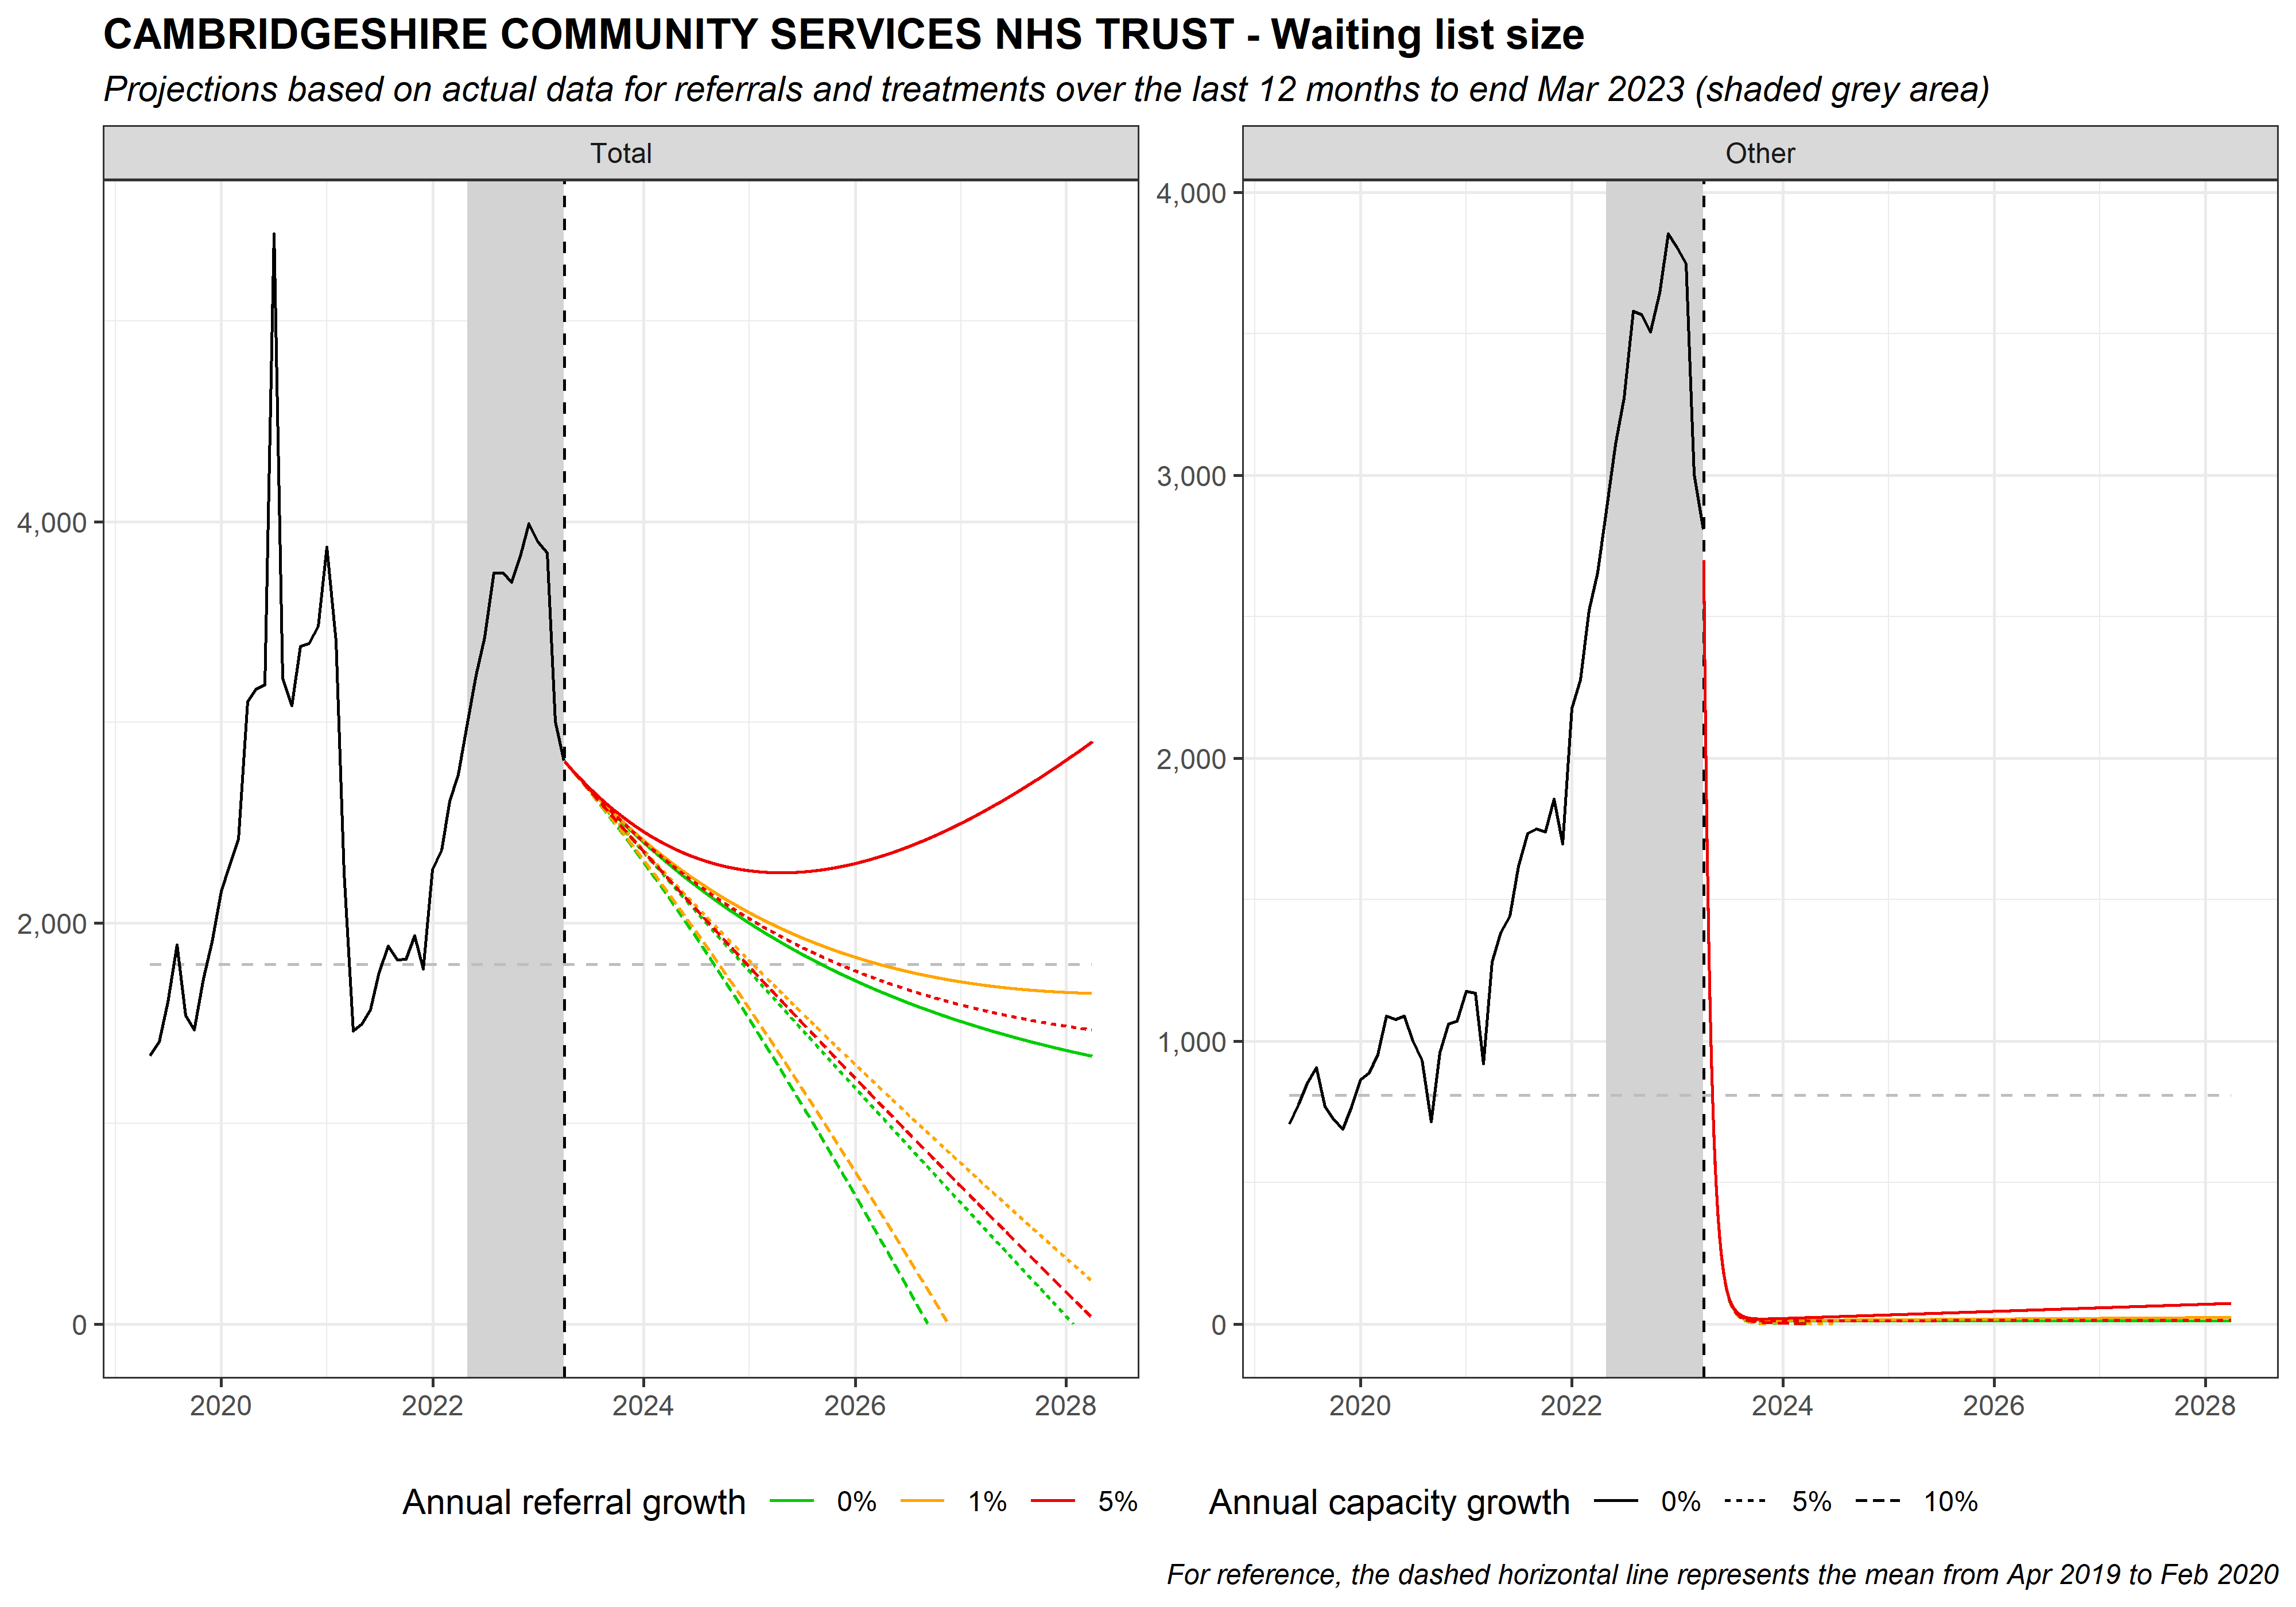 CAMBRIDGESHIRE COMMUNITY SERVICES NHS TRUST - Waiting list size
Projections based on actual data for referrals and treatments over the last 12 months to end Mar 2023 (shaded grey area)
Total
4,000
2,000
0
2020 2022 2024 2026 2028
Other
4,000
3,000
2,000
1,000
0
2020 2022 2024 2026 2028
Annual referral growth 0% 1% 5%
Annual capacity growth 0% 5% 10%
For reference, the dashed horizontal line represents the mean from Apr 2019 to Feb 2020